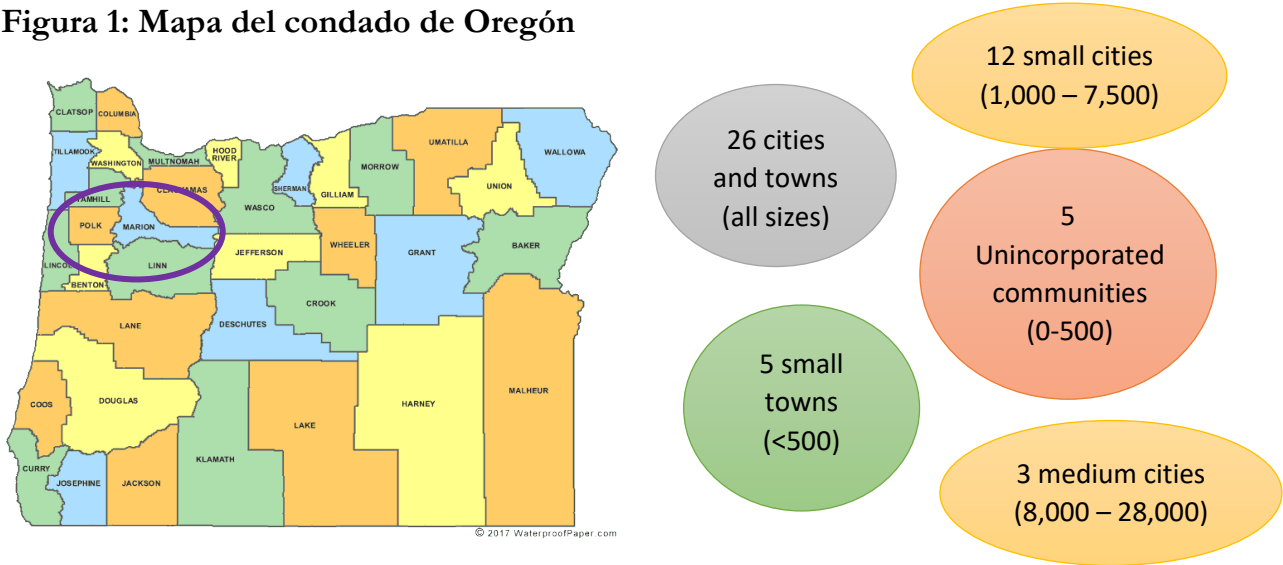 Figura 1: Mapa del condado de Oregón
CLATSOP
COLUMBIA
TILLAMOOK
WASHINGTON
MULTNOMAH
HOOD
RIVER
CLACKAMAS
YAMHILL
POLK
MARION
LINCOLN
BENTON
LINN
WASCO
SHERMAN
GILLIAM
MORROW
UMATILLA
UNION
WALLOWA
JEFFERSON
WHEELER
GRANT
BAKER
CROOK
LANE
DESCHUTES
COOS
DOUGLAS
CURRY
JOSEPHINE
JACKSON
KLAMATH
LAKE
HARNEY
MALHEUR
© 2017 WaterproofPaper.com
26 cities
and towns
(all sizes)
12 small cities
(1,000 – 7,500)
5
Unincorporated
communities
(0-500)
5 small
towns
(<500)
3 medium cities
(8,000 – 28,000)